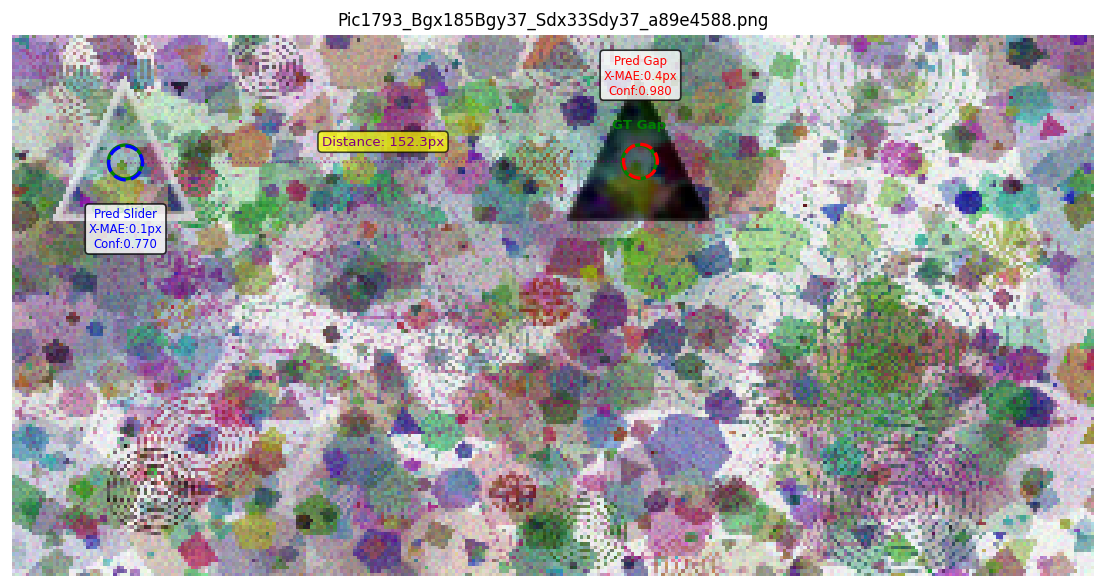 Pic1793_Bgx185Bgy37_Sdx33Sdy37_a89e4588.png
Pred Gap
X-MAE:0.4px
Conf:0.980
GT Gap
Distance: 152.3px
Pred Slider
X-MAE:0.1px
Conf:0.770